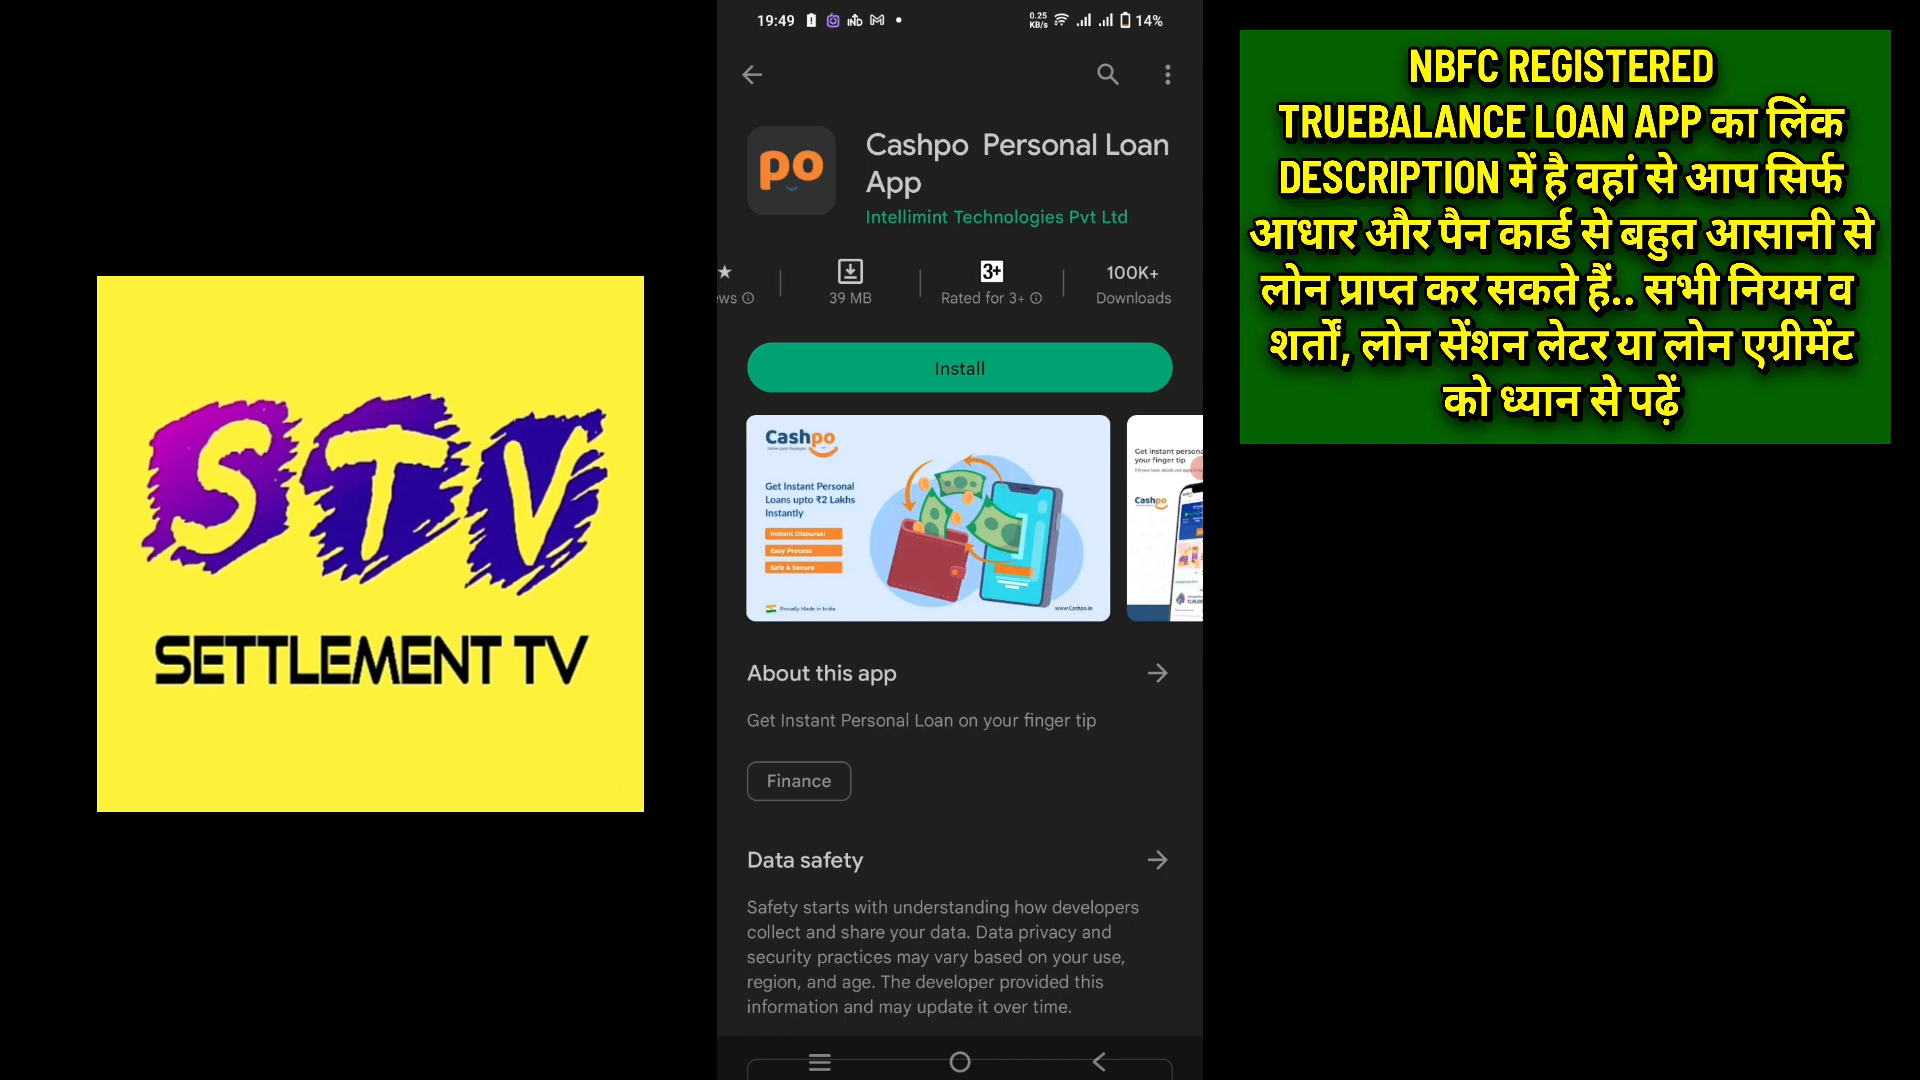 19:49
0.25
KB/s
14%
po
Cashpo Personal Loan
App
Intellimint Technologies Pvt Ltd
ws
39 MB
3+
Rated for 3+
100K+
Downloads
Install
Cashpo
Get Instant Personal
Loans upto ₹2 Lakhs
Instantly
Instant Disbursal
Easy Process
Safe & Secure
Proudly Made in India
www.Cashpo.in
Get instant persona
your finger tip
Cashpo
About this app
Get Instant Personal Loan on your finger tip
Finance
Data safety
Safety starts with understanding how developers
collect and share your data. Data privacy and
security practices may vary based on your use,
region, and age. The developer provided this
information and may update it over time.
STV
SETTLEMENT TV
NBFC REGISTERED
TRUEBALANCE LOAN APP का लिंक
DESCRIPTION में है वहां से आप सिर्फ
आधार और पैन कार्ड से बहुत आसानी से
लोन प्राप्त कर सकते हैं.. सभी नियम व
शर्तों, लोन सेंशन लेटर या लोन एग्रीमेंट
को ध्यान से पढ़ें